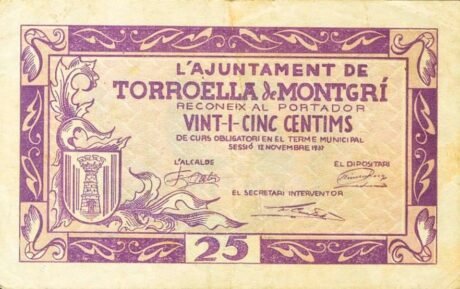 L'AJUNTAMENT DE
TORROELLA de MONTGRÍ
RECONEIX AL PORTADOR
VINT-I-CINC CENTIMS
DE CURS OBLIGATORI EN EL TERME MUNICIPAL
SESSIÓ 12 NOVEMBRE 1937
L'ALCALDE
EL DIPOSITARI
EL SECRETARI INTERVENTOR
25